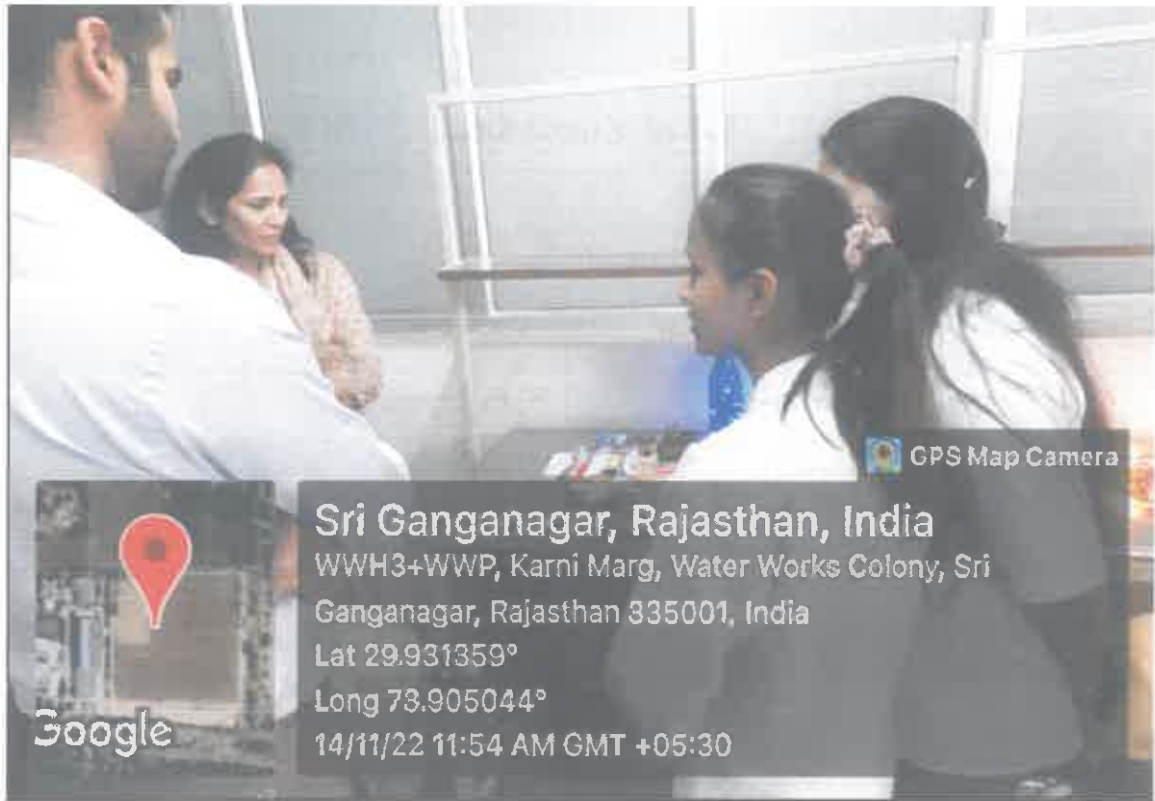 GPS Map Camera
Sri Ganganagar, Rajasthan, India
WWH3+WWP, Karni Marg, Water Works Colony, Sri
Ganganagar, Rajasthan 335001, India
Lat 29.931359°
Long 73.905044°
14/11/22 11:54 AM GMT +05:30
Google